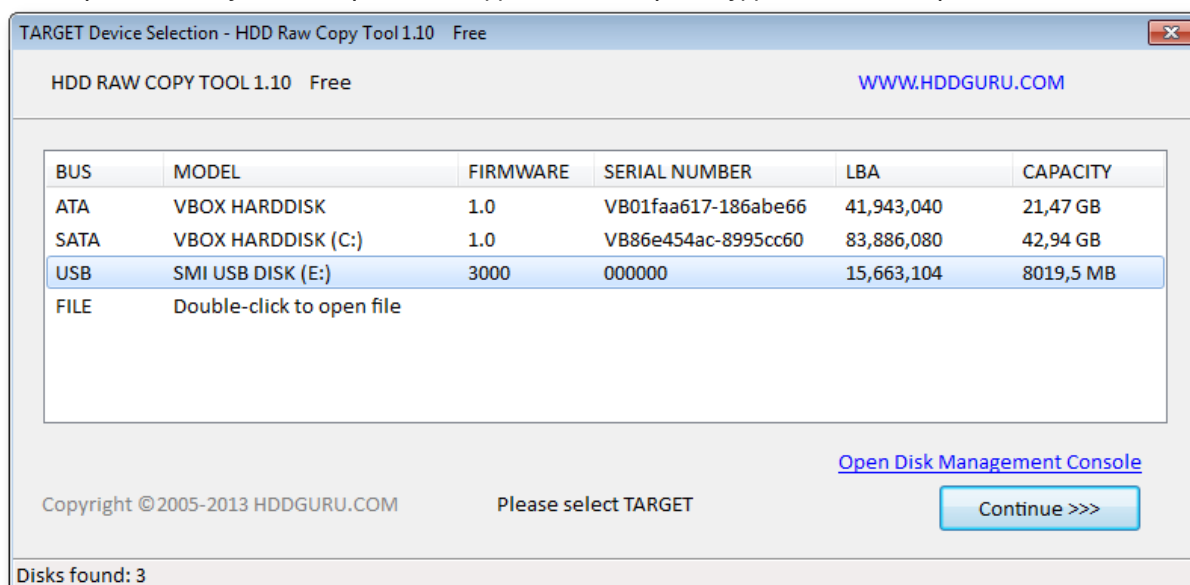 TARGET Device Selection - HDD Raw Copy Tool 1.10 Free
HDD RAW COPY TOOL 1.10 Free WWW.HDDGURU.COM
BUS MODEL FIRMWARE SERIAL NUMBER LBA CAPACITY
ATA VBOX HARDDISK 1.0 VB01faa617-186abe66 41,943,040 21,47 GB
SATA VBOX HARDDISK (C:) 1.0 VB86e454ac-8995cc60 83,886,080 42,94 GB
USB SMI USB DISK (E:) 3000 000000 15,663,104 8019,5 MB
FILE Double-click to open file
Open Disk Management Console
Copyright ©2005-2013 HDDGURU.COM Please select TARGET Continue >>>
Disks found: 3